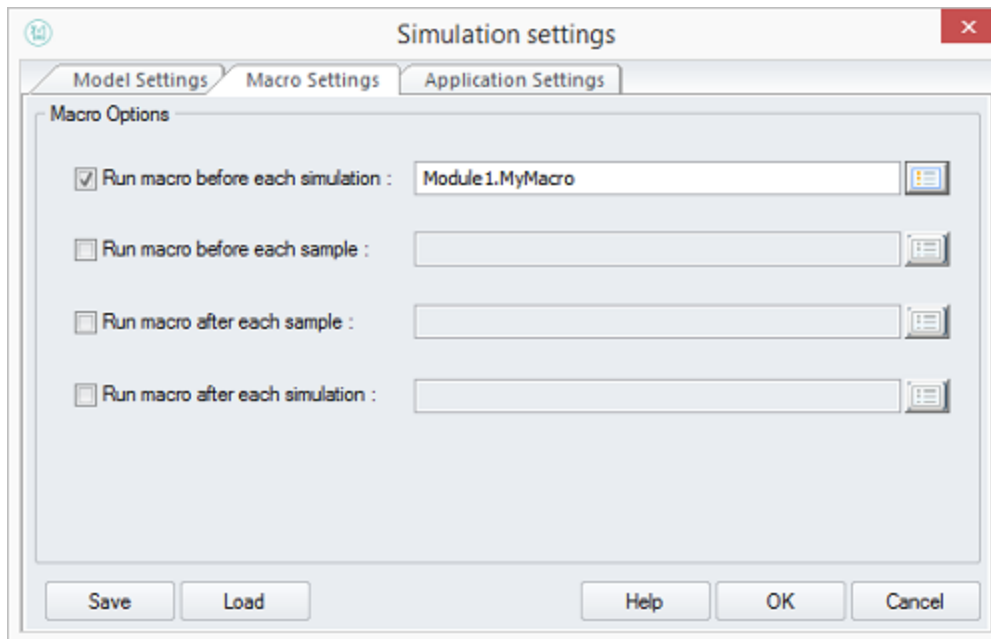 Simulation settings
Model Settings Macro Settings Application Settings
Macro Options
Run macro before each simulation : Module1.MyMacro
Run macro before each sample :
Run macro after each sample :
Run macro after each simulation :
Save Load Help OK Cancel